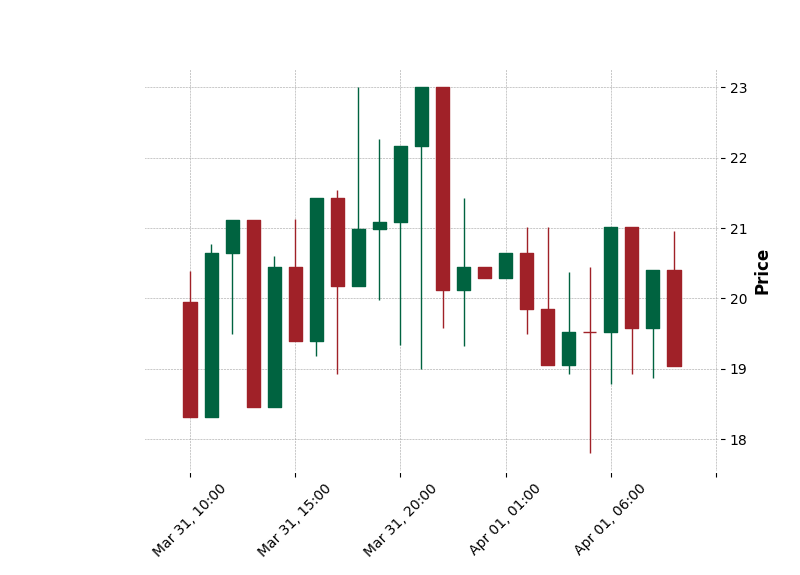 23
22
21
20
19
18
Price
Mar 31, 10:00
Mar 31, 15:00
Mar 31, 20:00
Apr 01, 01:00
Apr 01, 06:00